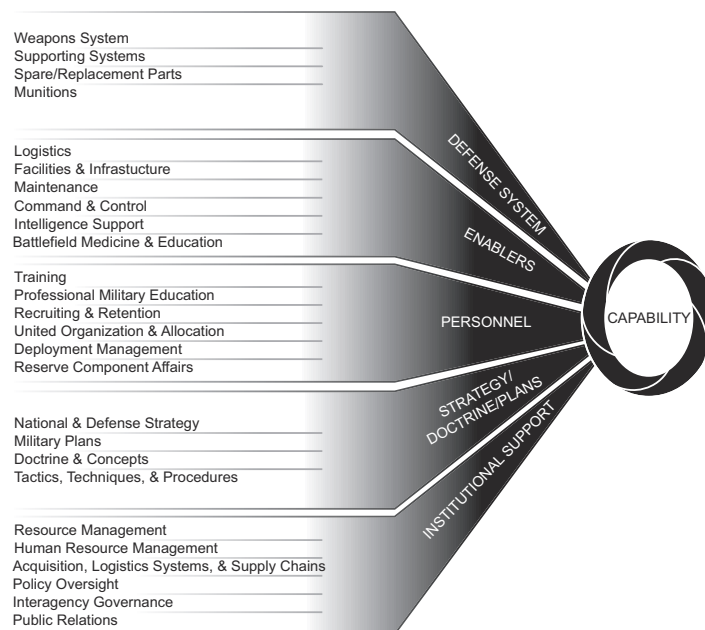 Weapons System
Supporting Systems
Spare/Replacement Parts
Munitions
DEFENSE SYSTEM
Logistics
Facilities & Infrastucture
Maintenance
Command & Control
Intelligence Support
Battlefield Medicine & Education
ENABLERS
Training
Professional Military Education
Recruiting & Retention
United Organization & Allocation
Deployment Management
Reserve Component Affairs
PERSONNEL
National & Defense Strategy
Military Plans
Doctrine & Concepts
Tactics, Techniques, & Procedures
STRATEGY/
DOCTRINE/PLANS
Resource Management
Human Resource Management
Acquisition, Logistics Systems, & Supply Chains
Policy Oversight
Interagency Governance
Public Relations
INSTITUTIONAL SUPPORT
CAPABILITY